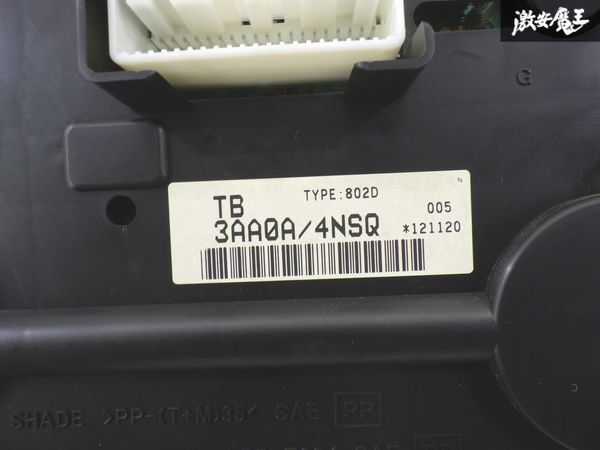 激安魔王
G
TYPE:802D
TB 005
3AA0A/4NSQ *121120
SHADE >PP-(T+M)35< SAE PP